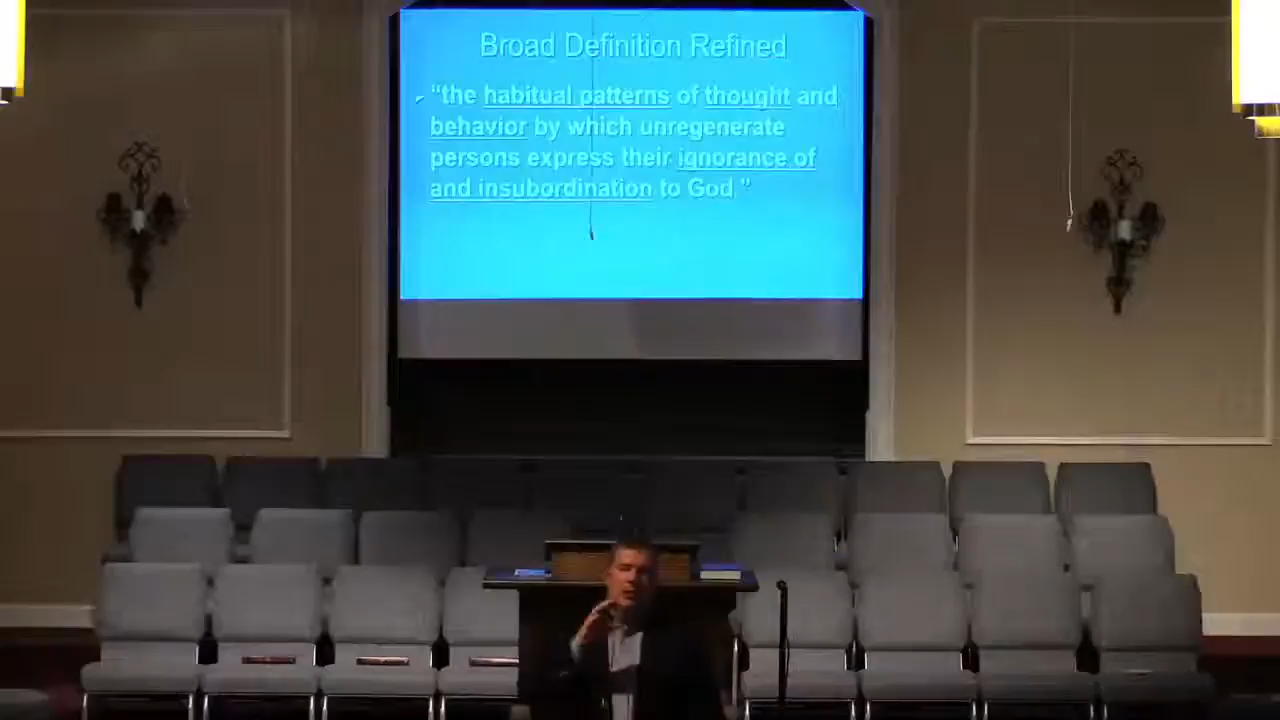 Broad Definition Refined
"the habitual patterns of thought and
behavior by which unregenerate
persons express their ignorance of
and insubordination to God."